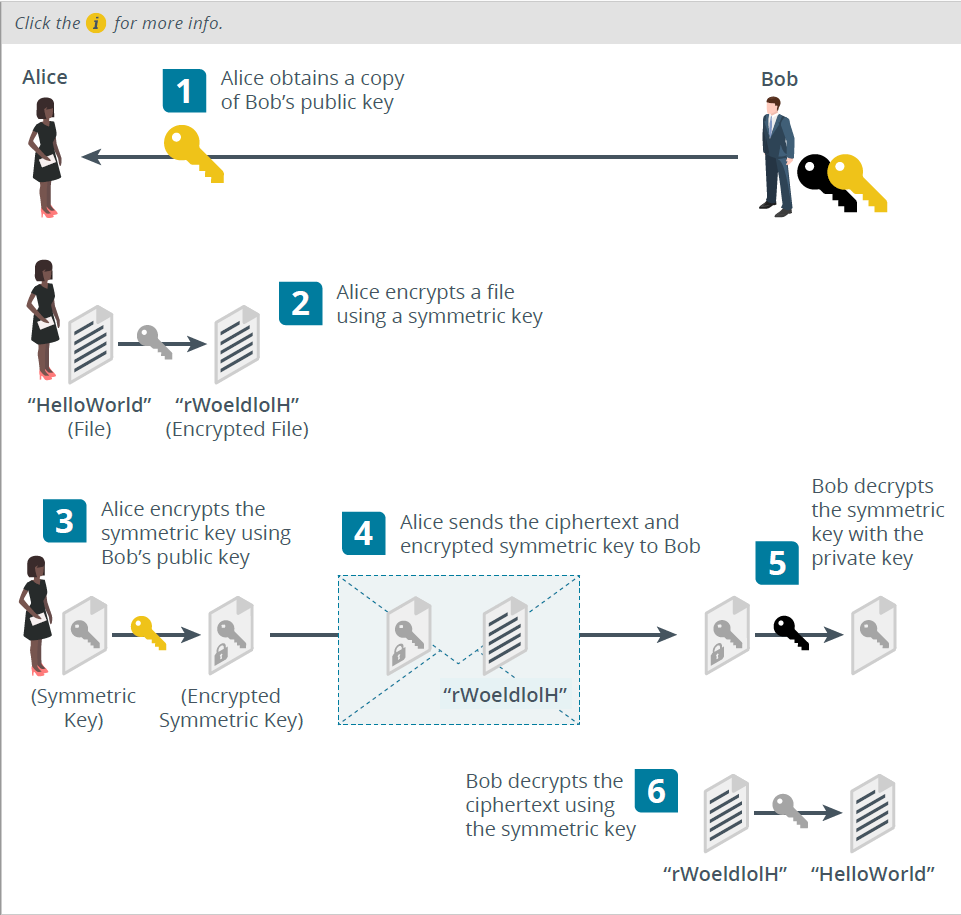 Click the i for more info.
Alice
1
Alice obtains a copy
of Bob's public key
Bob
2
Alice encrypts a file
using a symmetric key
“HelloWorld”
(File)
“rWoeldlolH”
(Encrypted File)
3
Alice encrypts the
symmetric key using
Bob's public key
(Symmetric
Key)
(Encrypted
Symmetric Key)
4
Alice sends the ciphertext and
encrypted symmetric key to Bob
“rWoeldlolH”
5
Bob decrypts
the symmetric
key with the
private key
6
Bob decrypts the
ciphertext using
the symmetric key
“rWoeldlolH”
“HelloWorld”